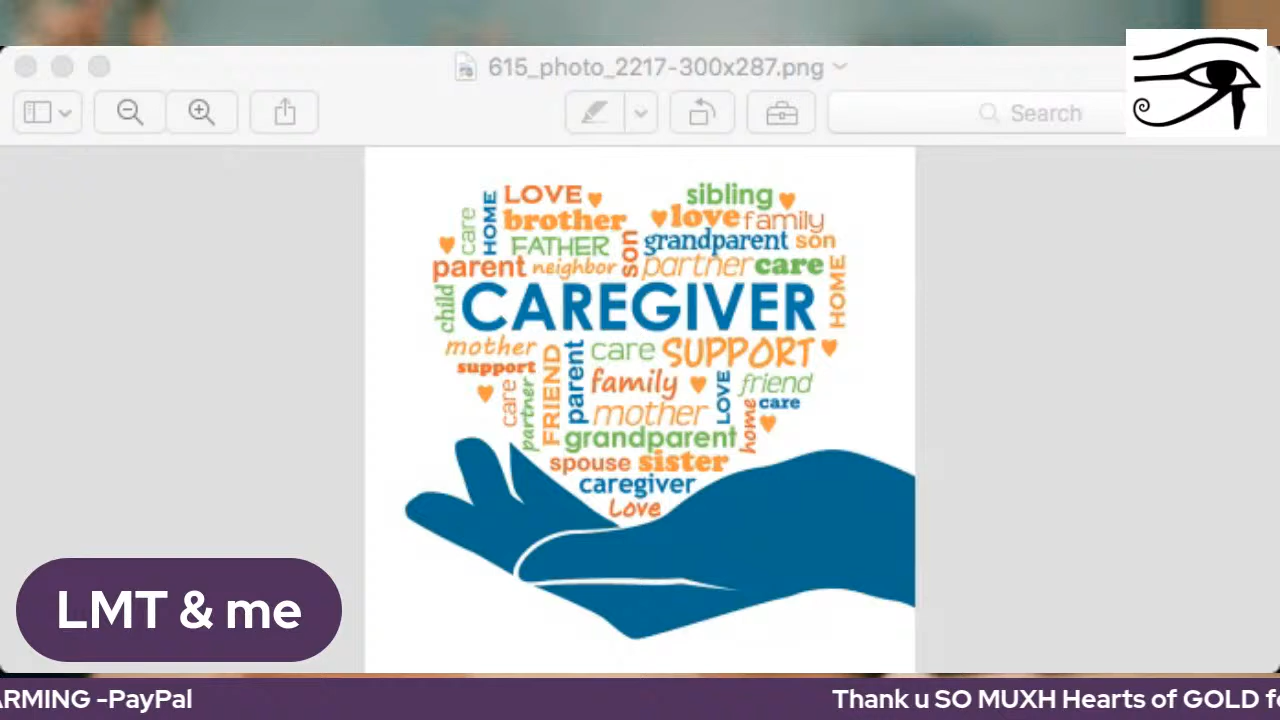 615_photo_2217-300x287.png
Search
LOVE
sibling
care
HOME
brother
love family
FATHER
son
grandparent son
parent neighbor
partner care
HOME
child
CAREGIVER
mother
parent
care SUPPORT
support
FRIEND
family
LOVE
friend
care
partner
mother
home
care
grandparent
spouse sister
caregiver
Love
LMT & me
ARMING -PayPal
Thank u SO MUXH Hearts of GOLD fo